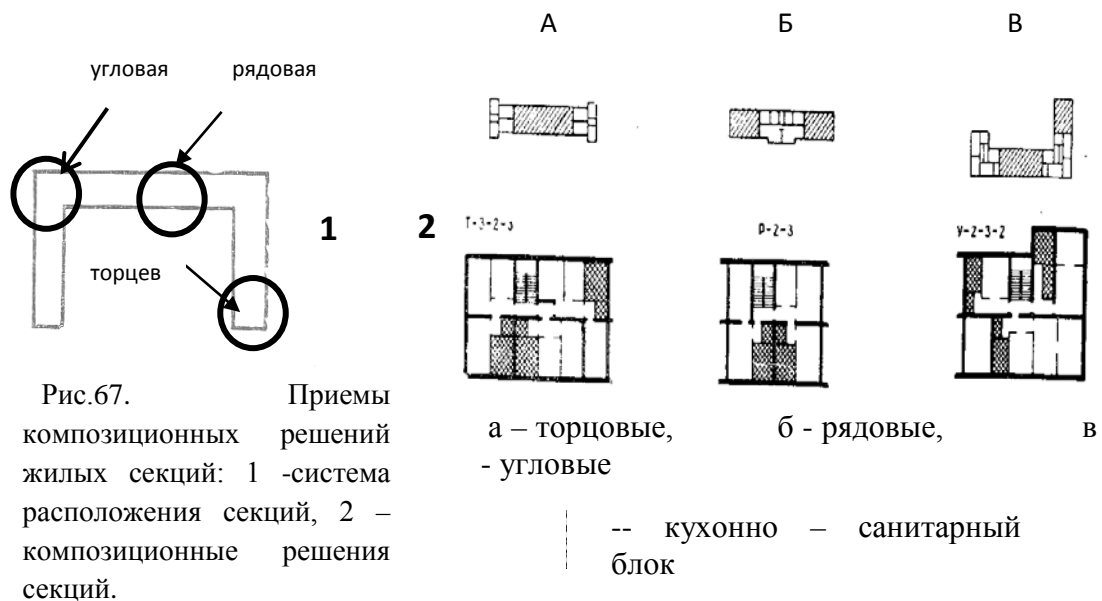 А Б В
угловая рядовая
1 2
Т-3-2-3 Р-2-3 У-2-3-2
торцев
Рис.67. Приемы
композиционных решений
жилых секций: 1 -система
расположения секций, 2 –
композиционные решения
секций.
а – торцовые, б - рядовые, в
- угловые
-- кухонно – санитарный
блок